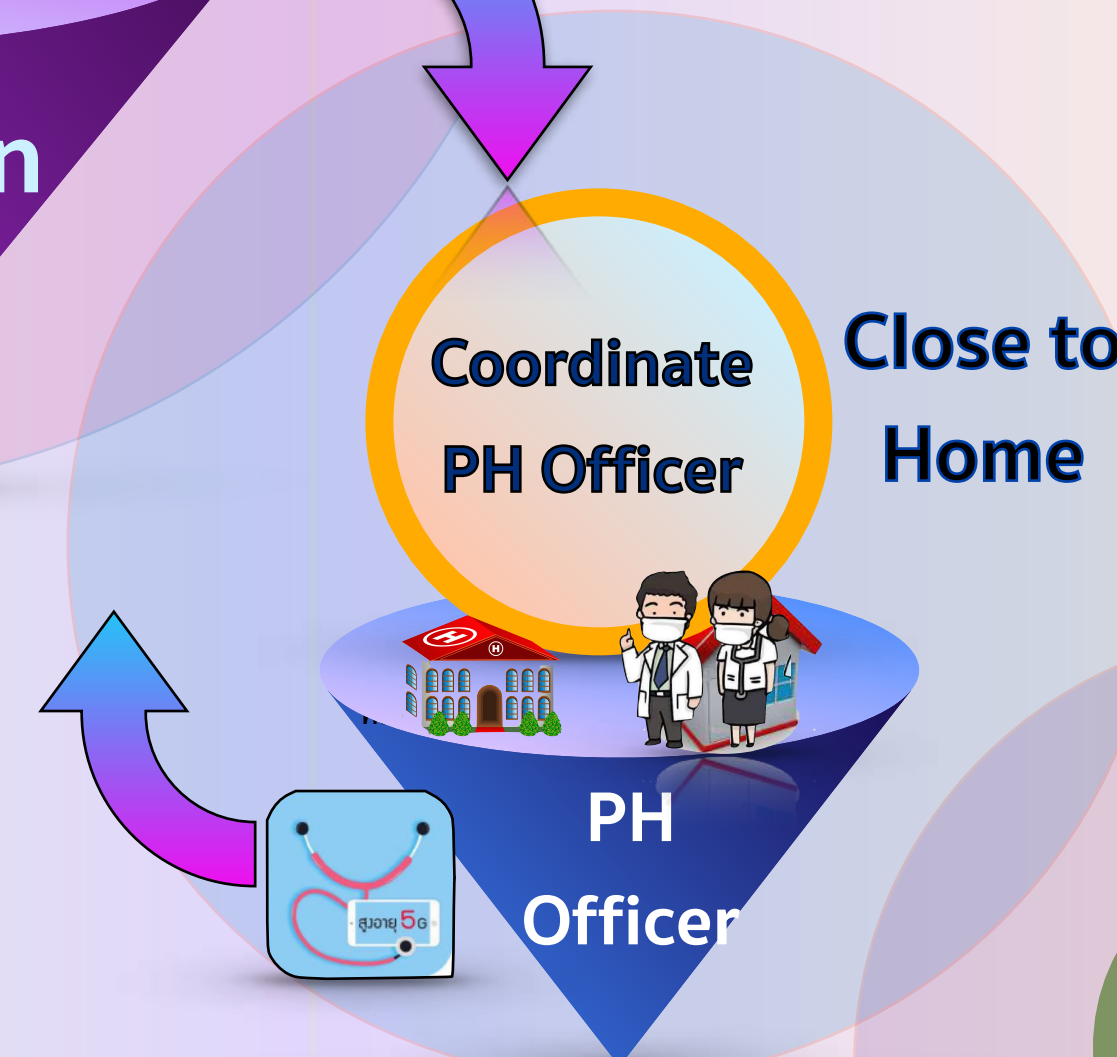 Close to
Home
Coordinate
PH Officer
PH
Officer
สูงอายุ 5G
H
H
n